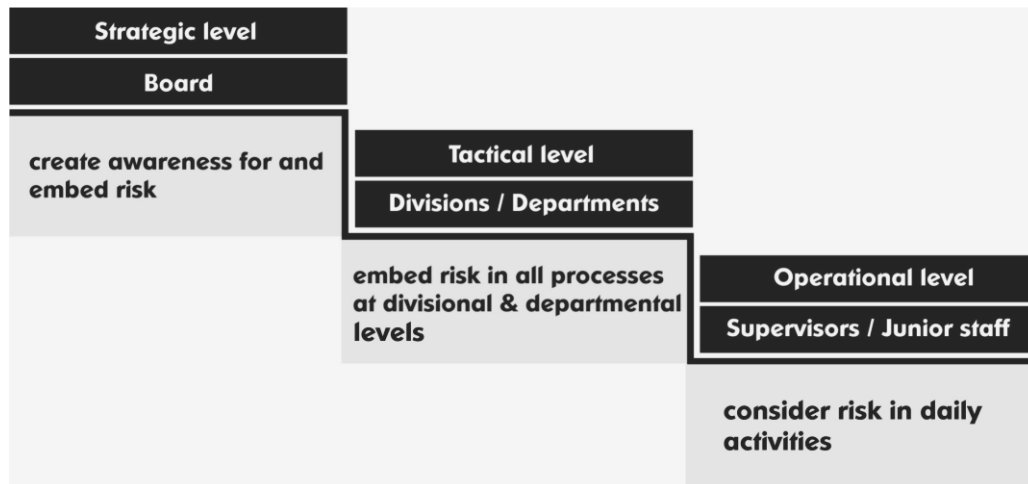 Strategic level
Board
create awareness for and
embed risk
Tactical level
Divisions / Departments
embed risk in all processes
at divisional & departmental
levels
Operational level
Supervisors / Junior staff
consider risk in daily
activities